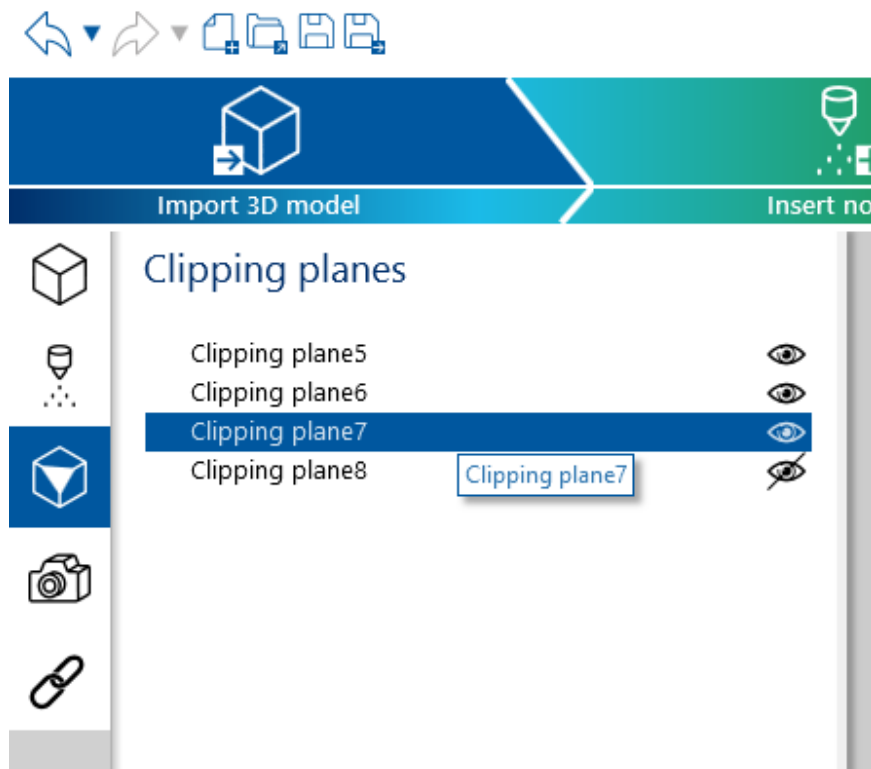 Import 3D model
Insert no
Clipping planes
Clipping plane5
Clipping plane6
Clipping plane7
Clipping plane8
Clipping plane7